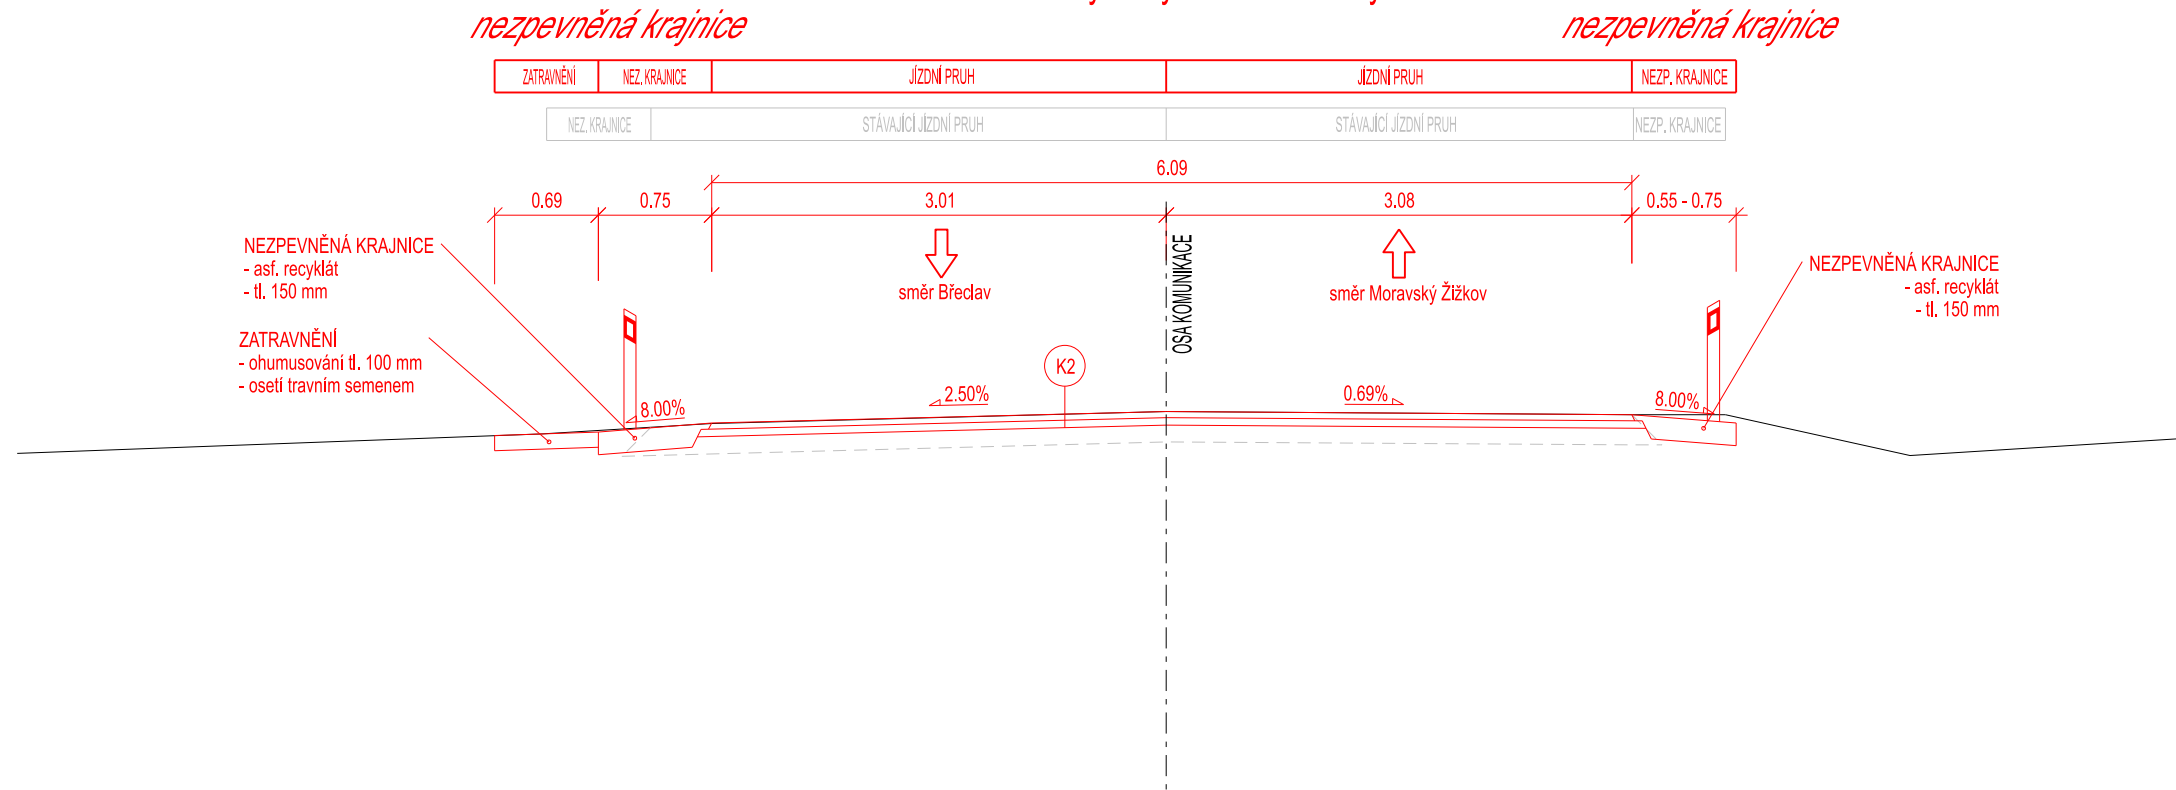 nezpevněná krajnice
nezpevněná krajnice
ZATRAVNĚNÍ
NEZ. KRAJNICE
JÍZDNÍ PRUH
JÍZDNÍ PRUH
NEZP. KRAJNICE
NEZ. KRAJNICE
STÁVAJÍCÍ JÍZDNÍ PRUH
STÁVAJÍCÍ JÍZDNÍ PRUH
NEZP. KRAJNICE
6.09
0.69
0.75
3.01
3.08
0.55 - 0.75
NEZPEVNĚNÁ KRAJNICE
- asf. recyklát
- tl. 150 mm
ZATRAVNĚNÍ
- ohumusování tl. 100 mm
- osetí travním semenem
směr Břeclav
OSA KOMUNIKACE
směr Moravský Žižkov
NEZPEVNĚNÁ KRAJNICE
- asf. recyklát
- tl. 150 mm
K2
8.00%
2.50%
0.69%
8.00%